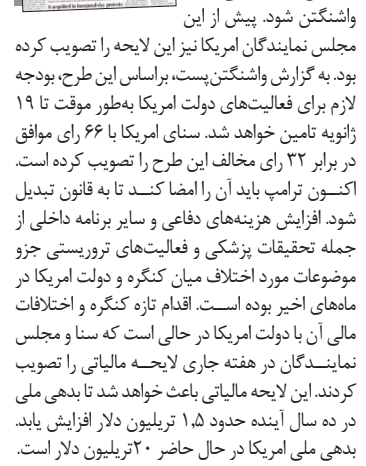 واشنگتن شود. پیش از این
مجلس نمایندگان امریکا نیز این لایحه را تصویب کرده
بود. به گزارش واشنگتن‌پست، براساس این طرح، بودجه
لازم برای فعالیت‌های دولت امریکا به‌طور موقت تا ۱۹
ژانویه تامین خواهد شد. سنای امریکا با ۶۶ رای موافق
در برابر ۳۲ رای مخالف این طرح را تصویب کرده است.
اکنــون ترامپ باید آن را امضا کنــد تا به قانون تبدیل
شود. افزایش هزینه‌های دفاعی و سایر برنامه داخلی از
جمله تحقیقات پزشکی و فعالیت‌های تروریستی جزو
موضوعات مورد اختلاف میان کنگره و دولت امریکا در
ماه‌های اخیر بوده اســت. اقدام تازه کنگره و اختلافات
مالی آن با دولت امریکا در حالی است که سنا و مجلس
نماینــدگان در هفته جاری لایحــه مالیاتی را تصویب
کردند. این لایحه مالیاتی باعث خواهد شد تا بدهی ملی
در ده سال آینده حدود ۱,۵ تریلیون دلار افزایش یابد.
بدهی ملی امریکا در حال حاضر ۲۰تریلیون دلار است.